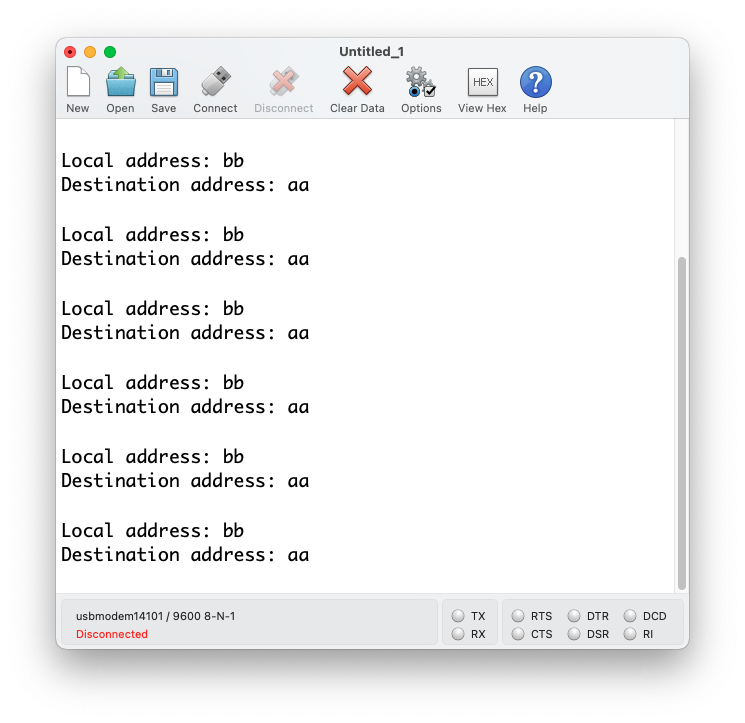 Untitled_1
New Open Save Connect Disconnect Clear Data Options HEX View Hex Help
Local address: bb
Destination address: aa
Local address: bb
Destination address: aa
Local address: bb
Destination address: aa
Local address: bb
Destination address: aa
Local address: bb
Destination address: aa
Local address: bb
Destination address: aa
usbmodem14101 / 9600 8-N-1
Disconnected
TX RTS DTR DCD
RX CTS DSR RI